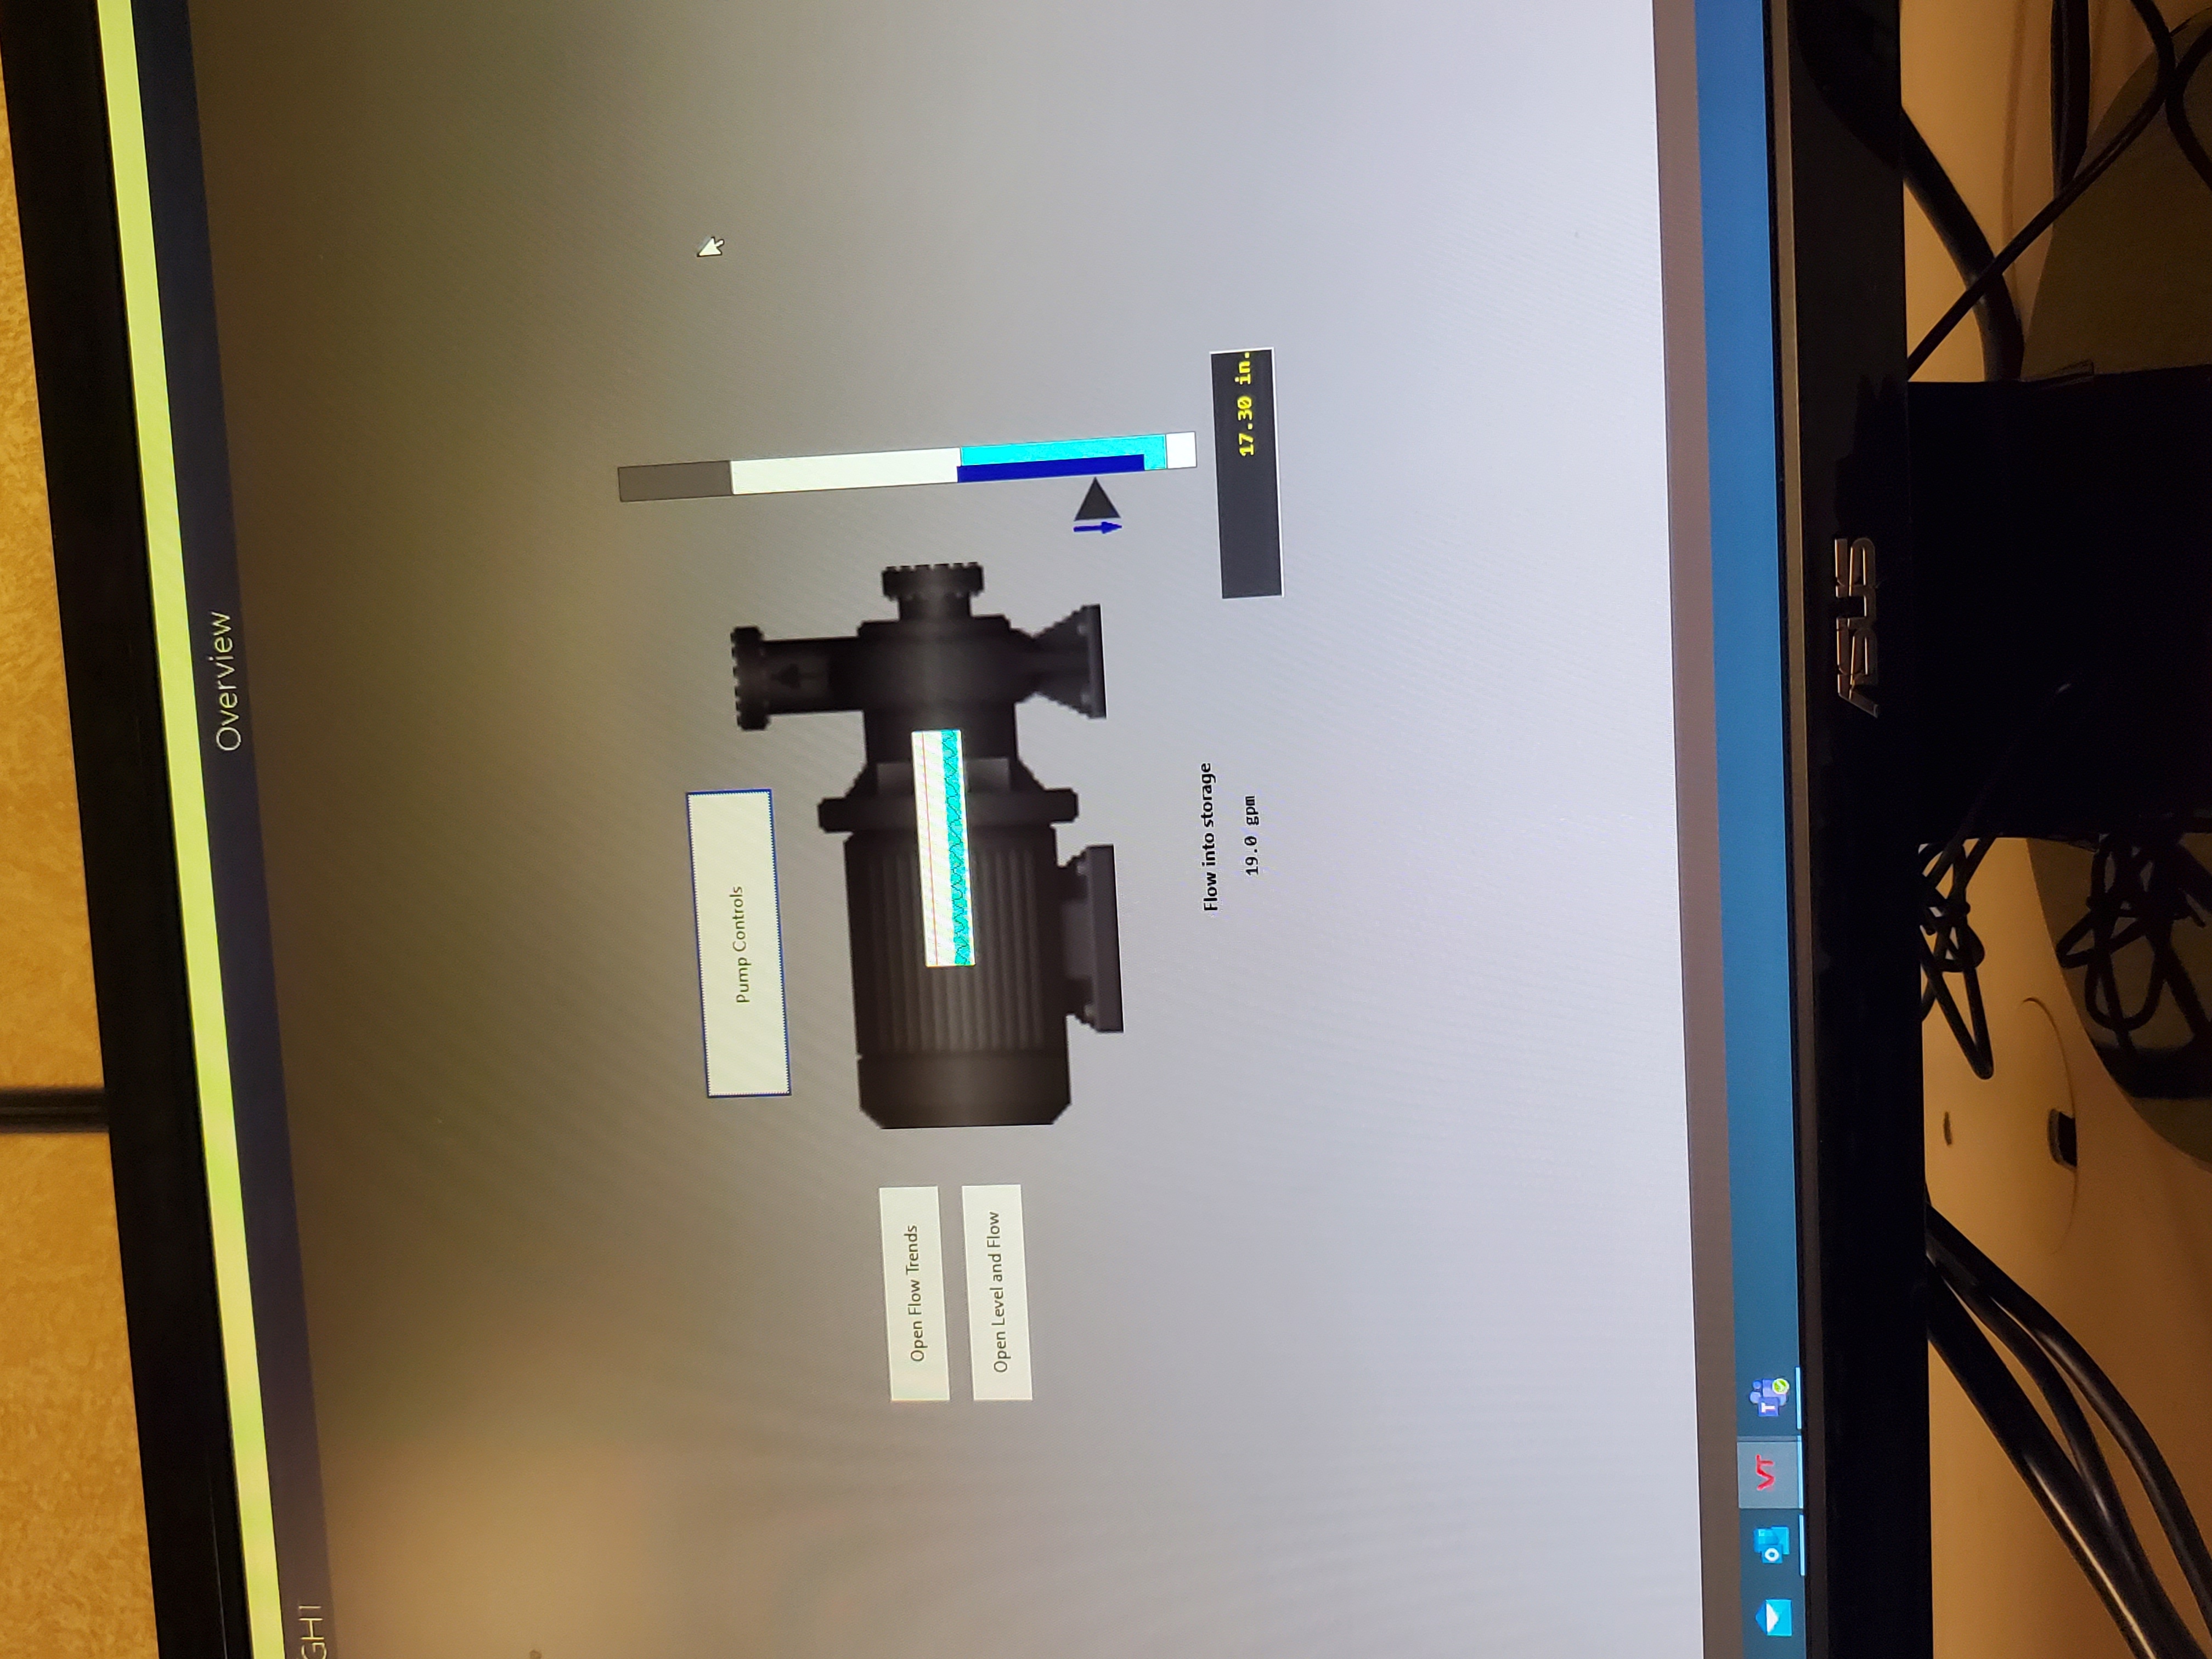 Overview
GHT
Pump Controls
Open Flow Trends
Open Level and Flow
Flow into storage
19.0 gpm
17.30 in.
VT
T
ASUS